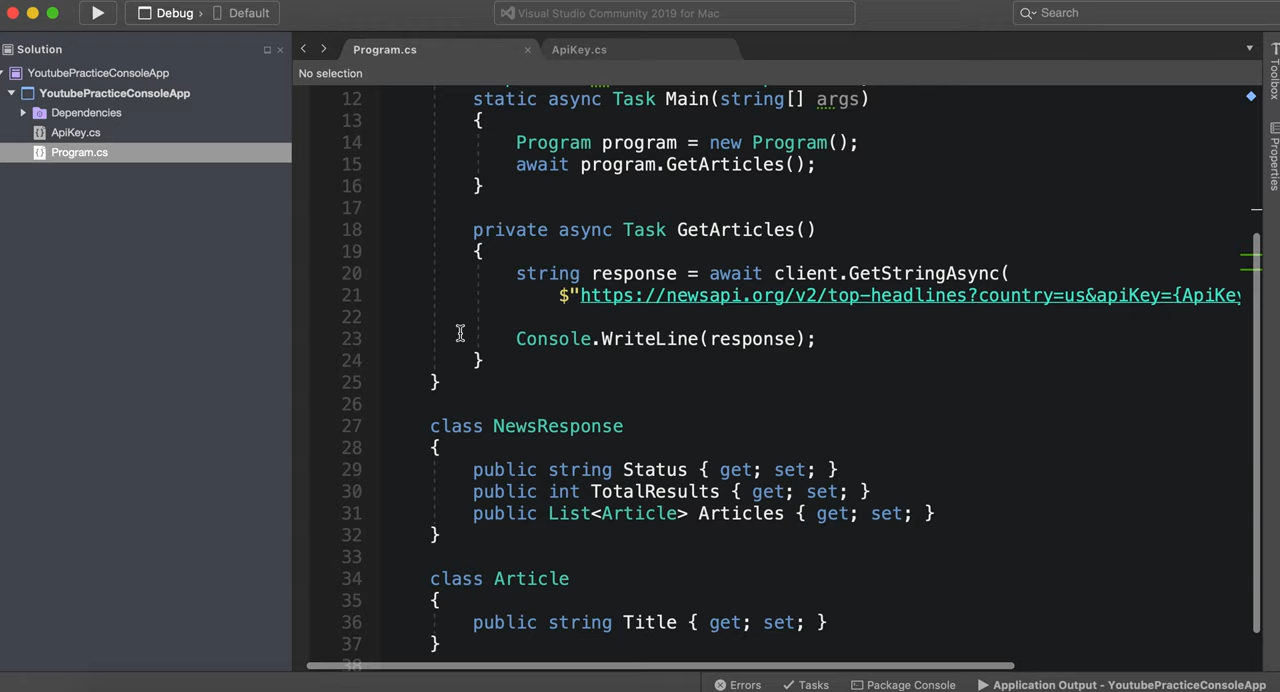 Debug › Default
Visual Studio Community 2019 for Mac
Search
Solution
Program.cs
ApiKey.cs
YoutubePracticeConsoleApp
No selection
YoutubePracticeConsoleApp
Dependencies
ApiKey.cs
Program.cs
12 static async Task Main(string[] args)
13 {
14 Program program = new Program();
15 await program.GetArticles();
16 }
17
18 private async Task GetArticles()
19 {
20 string response = await client.GetStringAsync(
21 $"https://newsapi.org/v2/top-headlines?country=us&apiKey={ApiKey
22
23 Console.WriteLine(response);
24 }
25 }
26
27 class NewsResponse
28 {
29 public string Status { get; set; }
30 public int TotalResults { get; set; }
31 public List<Article> Articles { get; set; }
32 }
33
34 class Article
35 {
36 public string Title { get; set; }
37 }
38
Toolbox
Properties
Errors
Tasks
Package Console
Application Output - YoutubePracticeConsoleApp